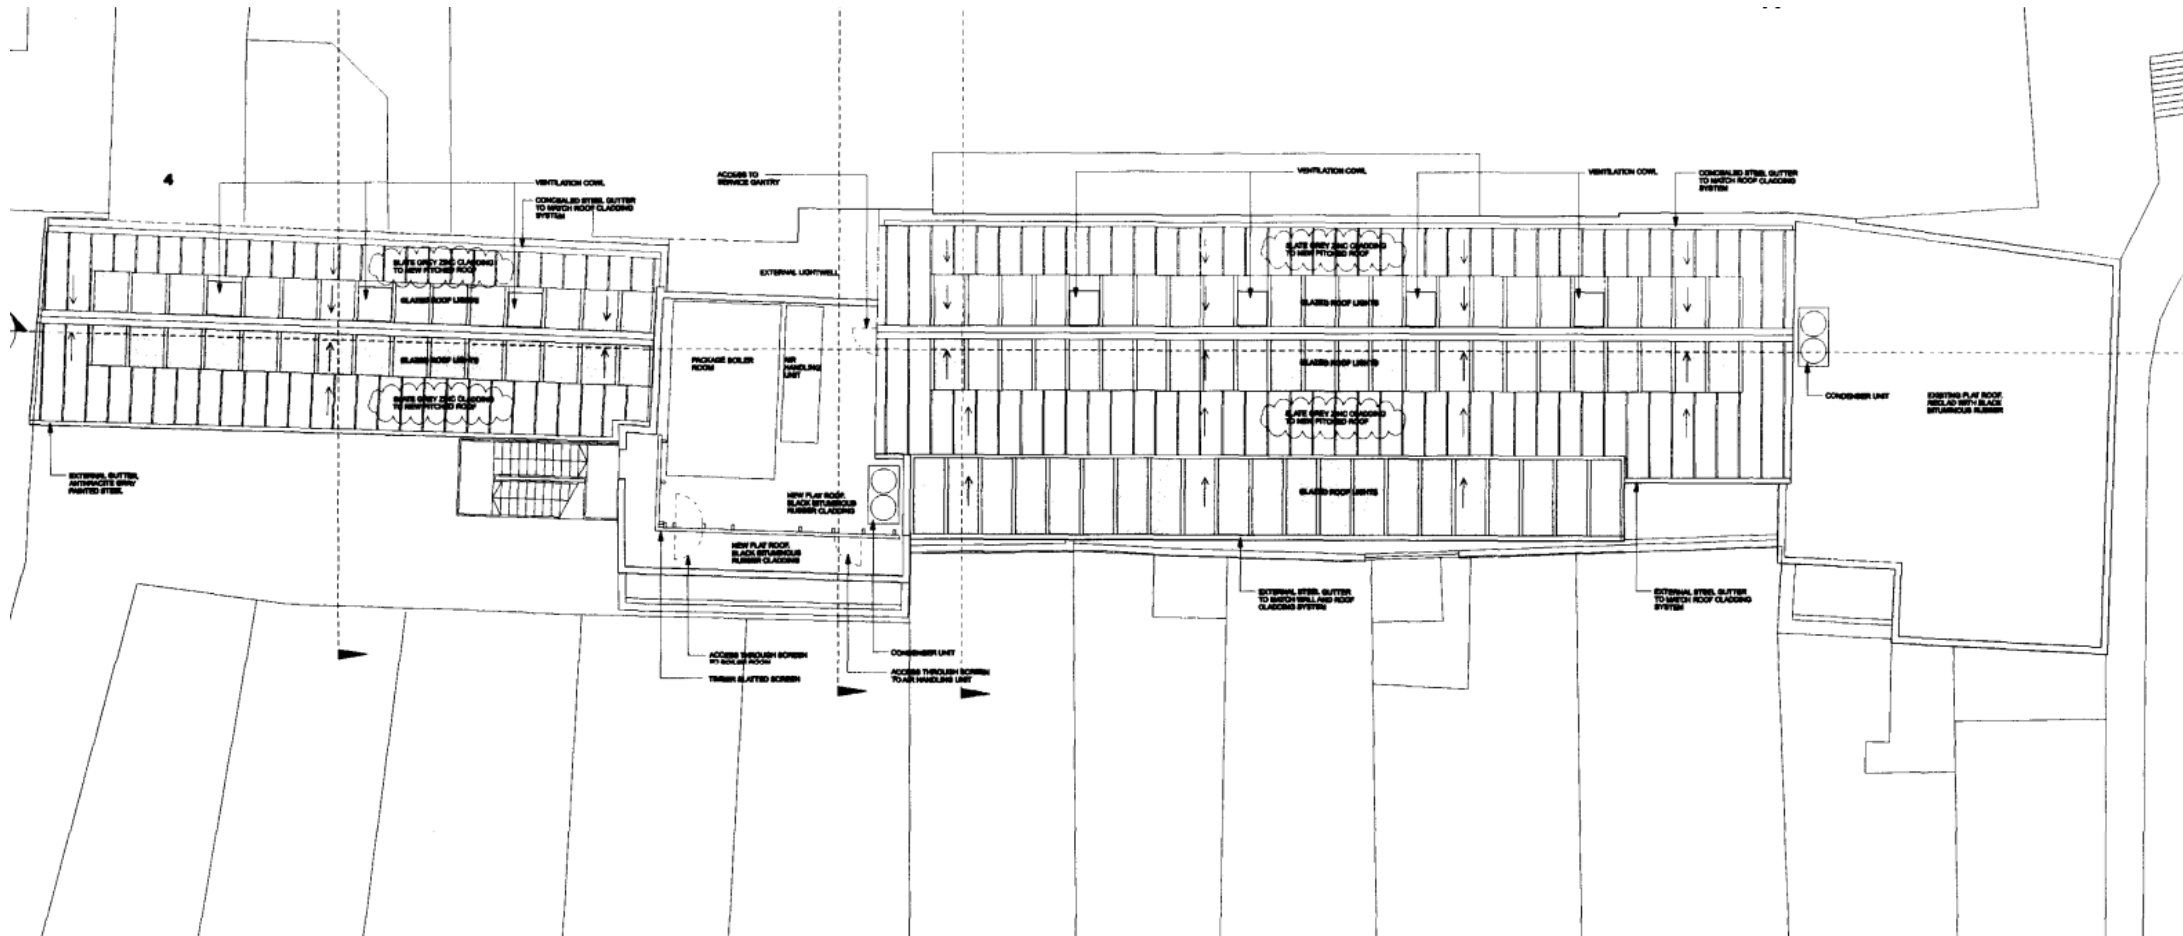 4
VENTILATION COWL
CONCEALED STEEL GUTTER
TO MATCH ROOF CLADDING
SYSTEM
ACCESS TO
SERVICE GANTRY
VENTILATION COWL
VENTILATION COWL
CONCEALED STEEL GUTTER
TO MATCH ROOF CLADDING
SYSTEM
SLATE GREY ZINC CLADDING
TO NEW PITCHED ROOF
GLAZED ROOF LIGHTS
EXTERNAL LIGHTWELL
SLATE GREY ZINC CLADDING
TO NEW PITCHED ROOF
GLAZED ROOF LIGHTS
GLAZED ROOF LIGHTS
SLATE GREY ZINC CLADDING
TO NEW PITCHED ROOF
PACKAGE BOILER
ROOM
AIR
HANDLING
UNIT
GLAZED ROOF LIGHTS
SLATE GREY ZINC CLADDING
TO NEW PITCHED ROOF
CONDENSER UNIT
EXISTING FLAT ROOF,
RECLAD WITH BLACK
BITUMINOUS RUBBER
EXTERNAL GUTTER,
ANTHRACITE GREY
PAINTED STEEL
NEW FLAT ROOF,
BLACK BITUMINOUS
RUBBER CLADDING
GLAZED ROOF LIGHTS
NEW FLAT ROOF,
BLACK BITUMINOUS
RUBBER CLADDING
EXTERNAL STEEL GUTTER
TO MATCH WALL AND ROOF
CLADDING SYSTEM
EXTERNAL STEEL GUTTER
TO MATCH ROOF CLADDING
SYSTEM
ACCESS THROUGH SCREEN
TO BOILER ROOM
TIMBER SLATTED SCREEN
CONDENSER UNIT
ACCESS THROUGH SCREEN
TO AIR HANDLING UNIT